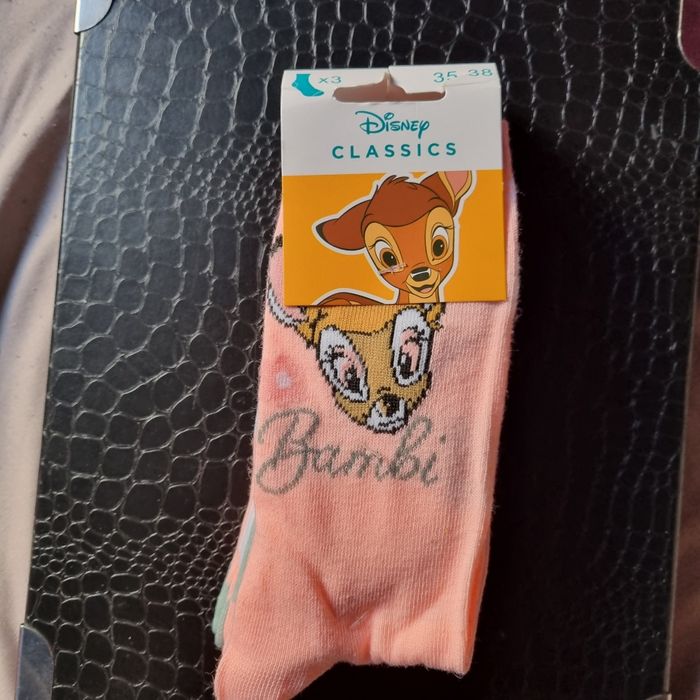 x3 35-38
Disney
CLASSICS
Bambi